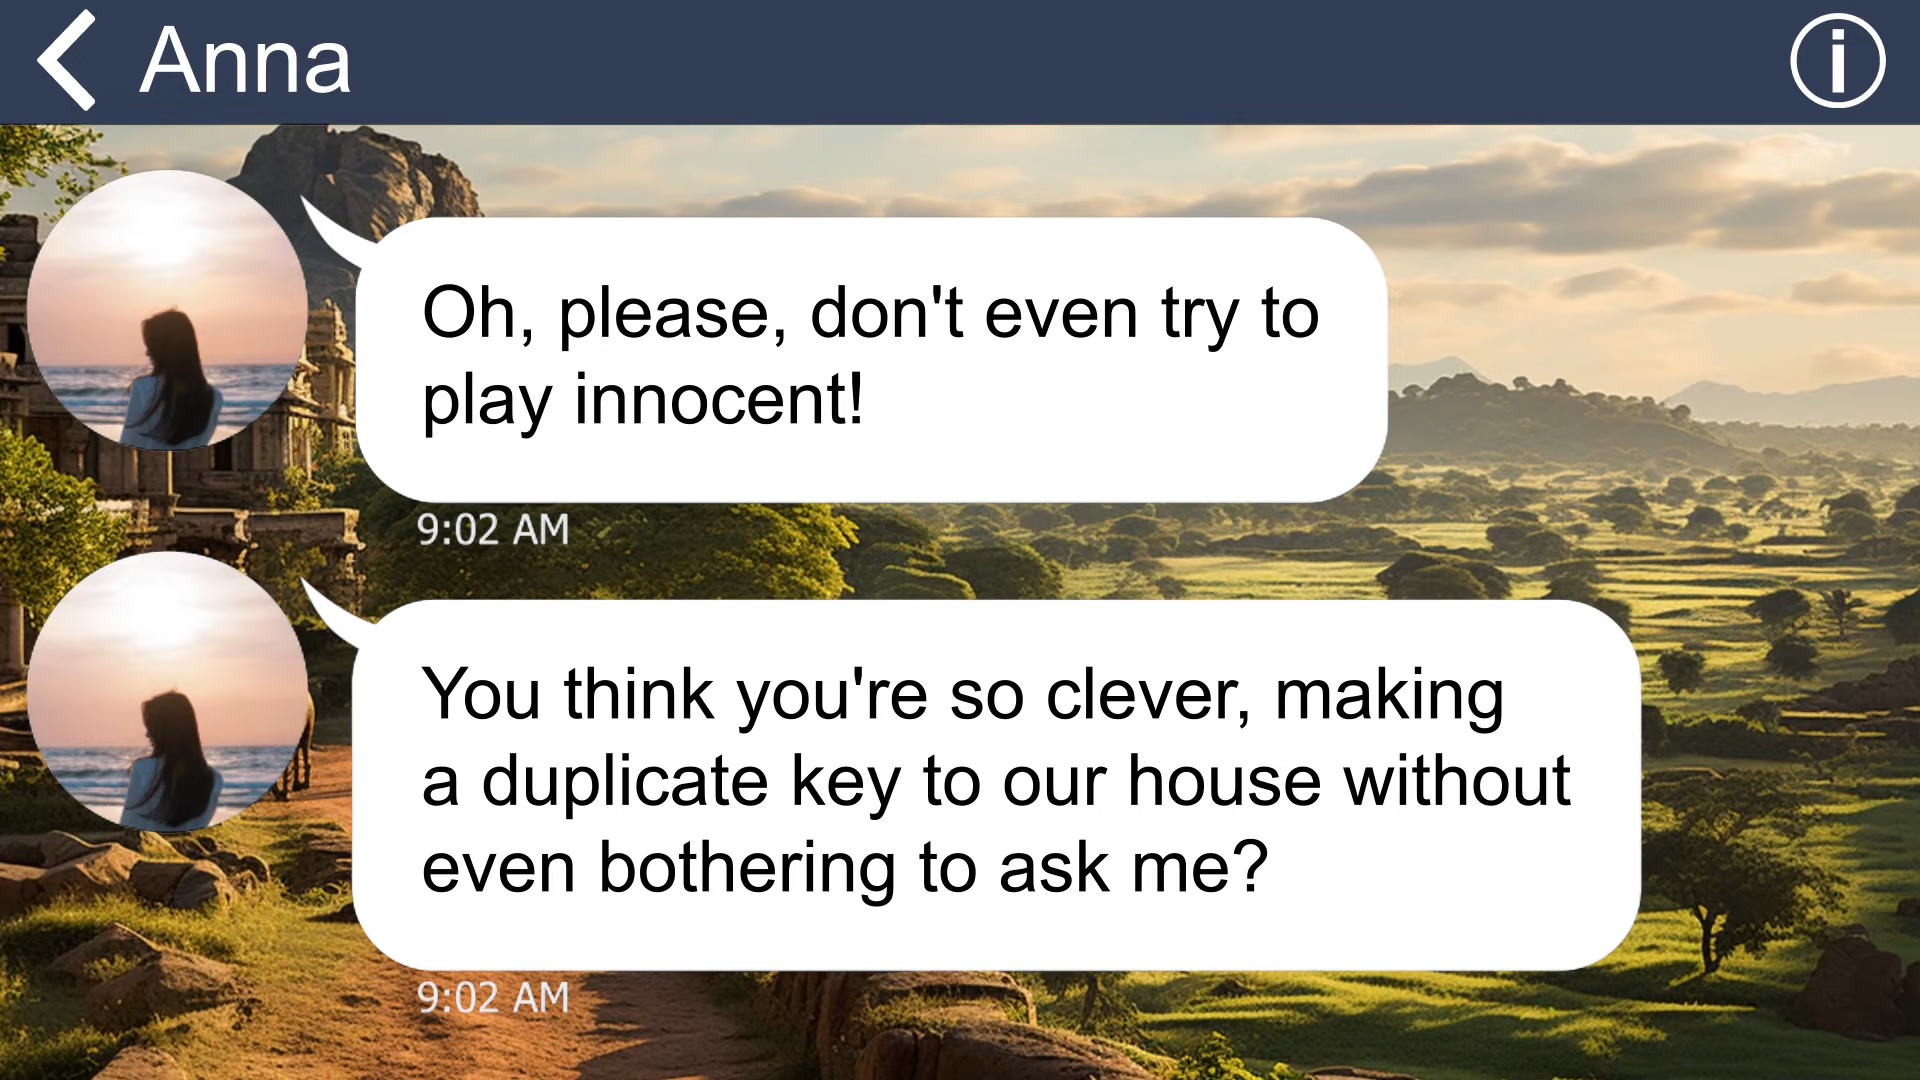 Anna
Oh, please, don't even try to
play innocent!
9:02 AM
You think you're so clever, making
a duplicate key to our house without
even bothering to ask me?
9:02 AM